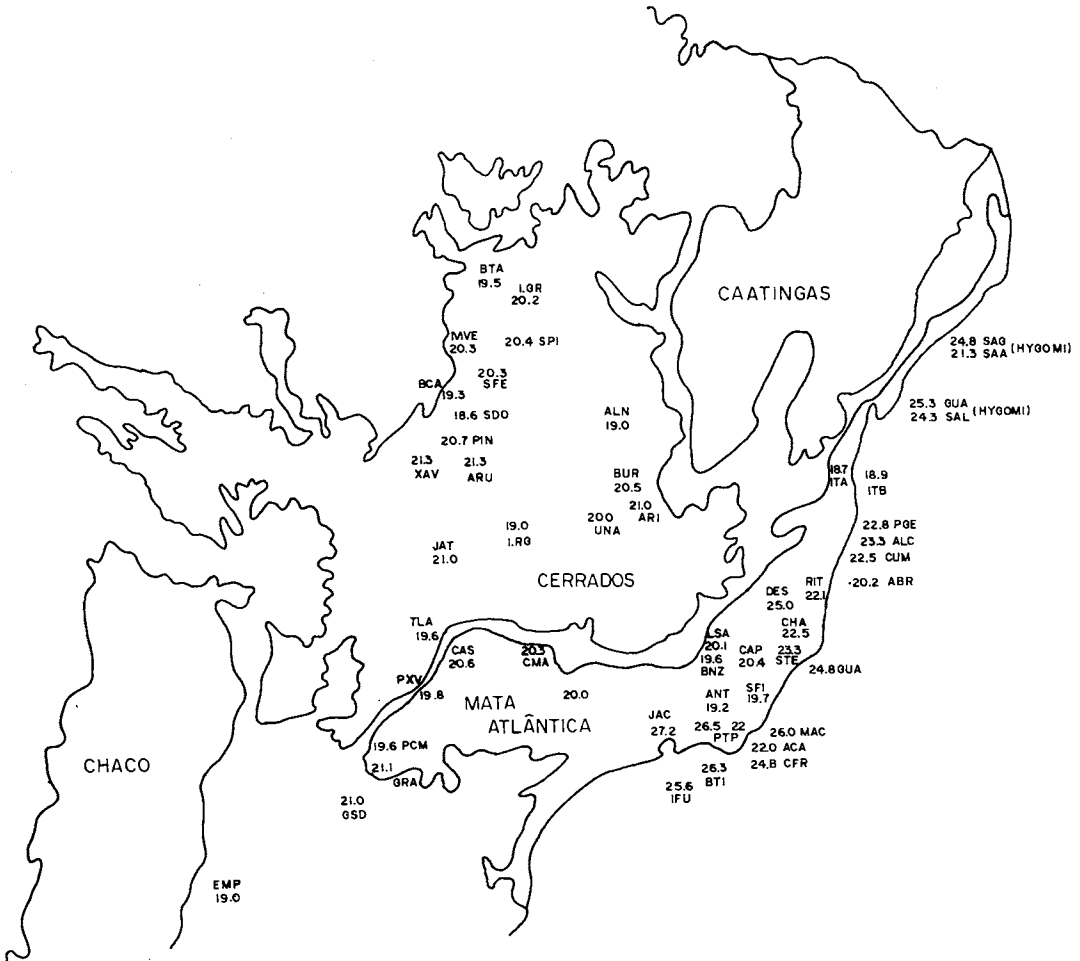 BTA
19.5
I.GR
20.2
CAATINGAS
MVE
20.3
20.4 SPI
24.8 SAG
21.3 SAA (HYGOMI)
20.3
SFE
BCA
19.3
18.6 SDO
ALN
19.0
25.3 GUA
24.3 SAL (HYGOMI)
20.7 PIN
21.3
XAV
21.3
ARU
BUR
20.5
18.7
ITA
18.9
ITB
21.0
ARI
200
UNA
19.0
I.RG
22.8 PGE
23.3 ALC
22.5 CUM
JAT
21.0
CERRADOS
DES
25.0
RIT
22.1
20.2 ABR
TLA
19.6
CHA
22.5
LSA
20.1
19.6
BNZ
CAS
20.6
20.3
CMA
CAP
20.4
23.3
STE
24.8 GUA
PXV
19.8
20.0
ANT
19.2
SFI
19.7
MATA
ATLÂNTICA
JAC
27.2
26.5 22
PTP
26.0 MAC
22.0 ACA
24.8 CFR
19.6 PCM
21.1
GRA
26.3
BTI
25.6
IFU
CHACO
21.0
GSD
EMP
19.0